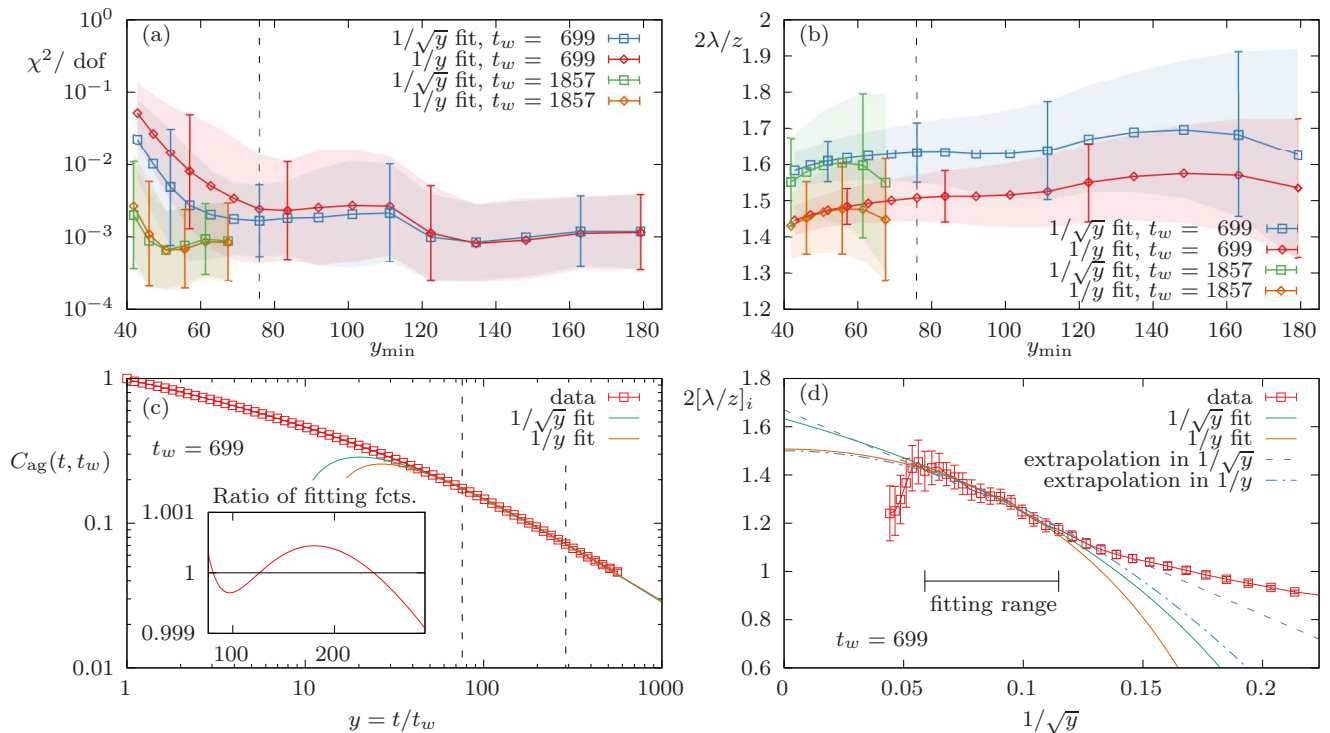 (a)
χ²/ dof
10⁰
10⁻¹
10⁻²
10⁻³
10⁻⁴
1/√y fit, t_w = 699
1/y fit, t_w = 699
1/√y fit, t_w = 1857
1/y fit, t_w = 1857
40 60 80 100 120 140 160 180
y_min
(b)
2λ/z
2
1.9
1.8
1.7
1.6
1.5
1.4
1.3
1.2
1/√y fit, t_w = 699
1/y fit, t_w = 699
1/√y fit, t_w = 1857
1/y fit, t_w = 1857
40 60 80 100 120 140 160 180
y_min
(c)
t_w = 699
C_ag(t, t_w)
1
0.1
0.01
data
1/√y fit
1/y fit
Ratio of fitting fcts.
1.001
1
0.999
100 200
1 10 100 1000
y = t/t_w
(d)
2[λ/z]_i
1.8
1.6
1.4
1.2
1
0.8
0.6
data
1/√y fit
1/y fit
extrapolation in 1/√y
extrapolation in 1/y
fitting range
t_w = 699
0 0.05 0.1 0.15 0.2
1/√y